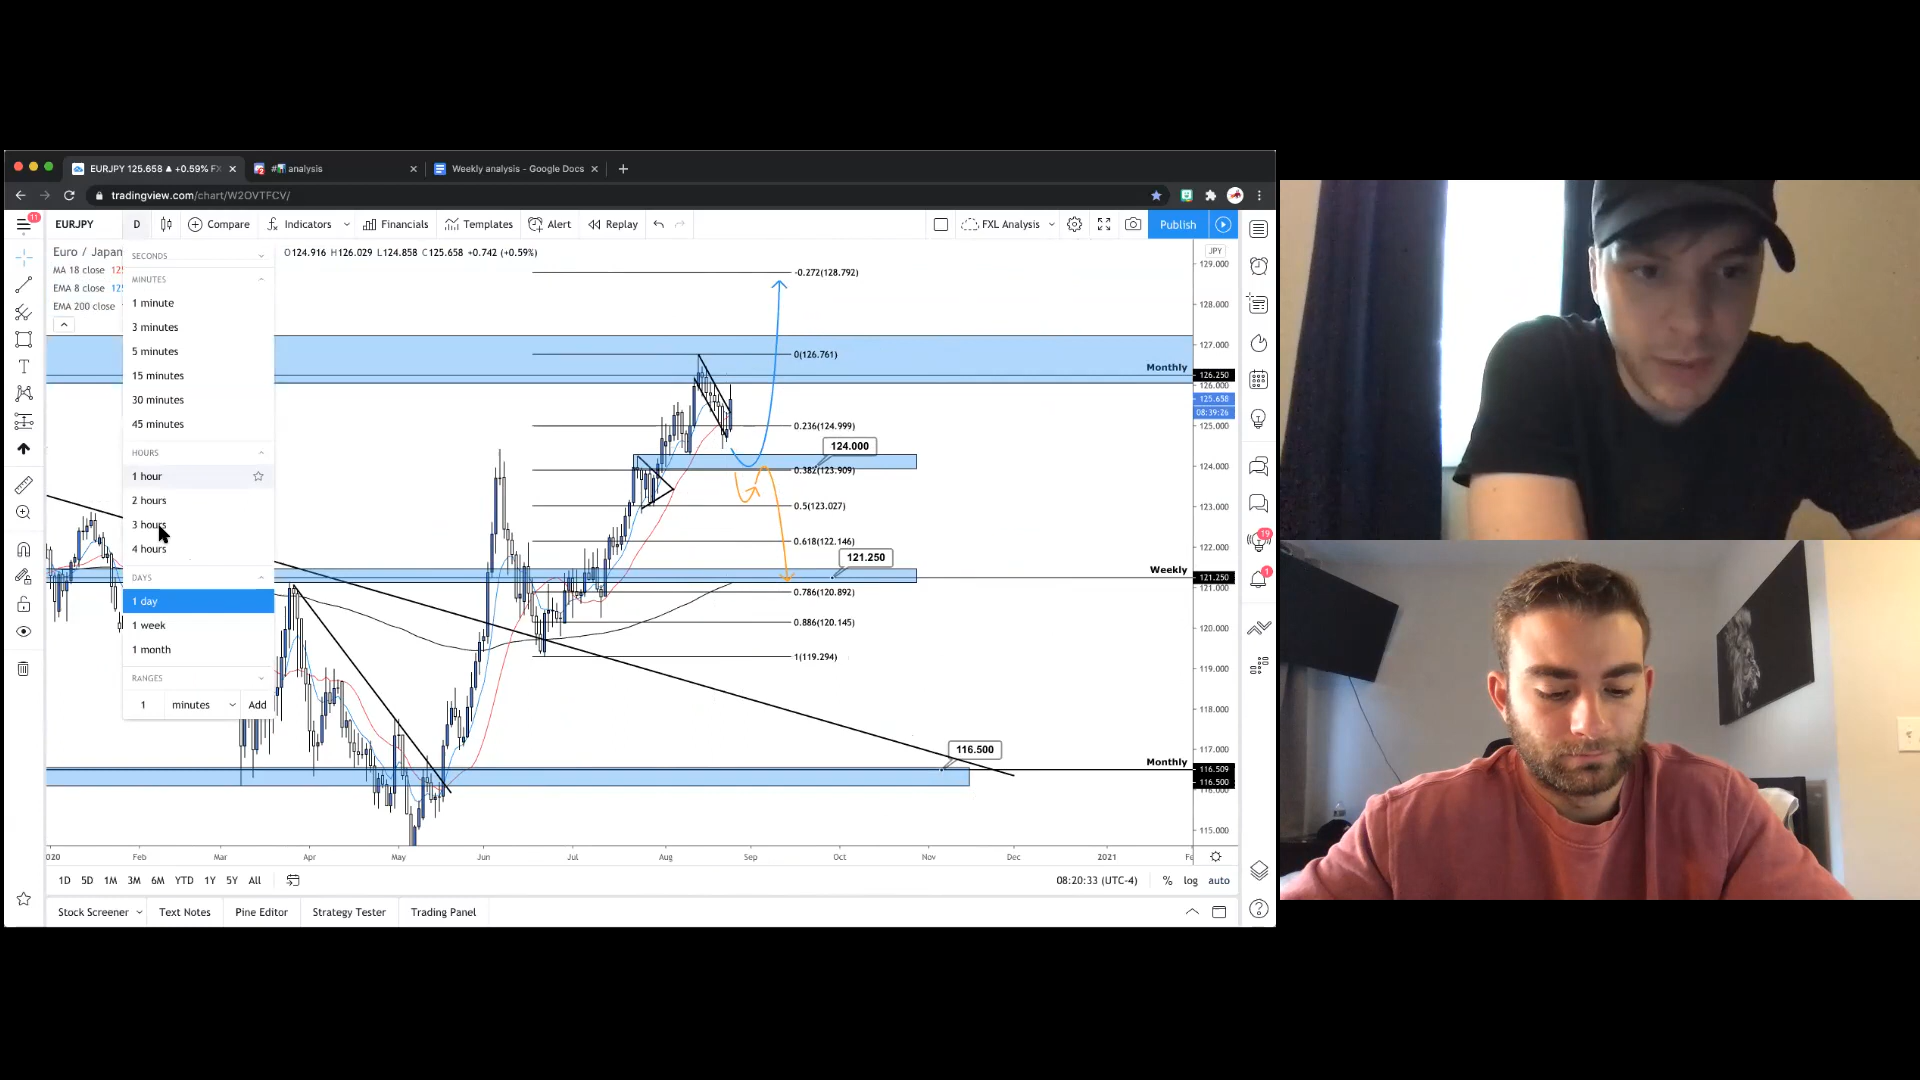 EURJPY 125.658 ▲ +0.59% FX
# analysis
Weekly analysis - Google Docs
tradingview.com/chart/W2OVTFCV/
11
EURJPY
D
Compare
Indicators
Financials
Templates
Alert
Replay
FXL Analysis
Publish
Euro / Japan
O124.916 H126.029 L124.858 C125.658 +0.742 (+0.59%)
MA 18 close 125
EMA 8 close 125
EMA 200 close
SECONDS
MINUTES
1 minute
3 minutes
5 minutes
15 minutes
30 minutes
45 minutes
HOURS
1 hour
2 hours
3 hours
4 hours
DAYS
1 day
1 week
1 month
RANGES
1 minutes Add
-0.272(128.792)
0(126.761)
0.236(124.999)
124.000
0.382(123.909)
0.5(123.027)
0.618(122.146)
121.250
0.786(120.892)
0.886(120.145)
1(119.294)
116.500
Monthly
Weekly
Monthly
JPY
129.000
128.000
127.000
126.250
126.000
125.658
08:39:26
125.000
124.000
123.000
122.000
121.250
121.000
120.000
119.000
118.000
117.000
116.509
116.500
116.000
115.000
2020 Feb Mar Apr May Jun Jul Aug Sep Oct Nov Dec 2021 Fe
1D 5D 1M 3M 6M YTD 1Y 5Y All
08:20:33 (UTC-4) % log auto
Stock Screener Text Notes Pine Editor Strategy Tester Trading Panel
19
1